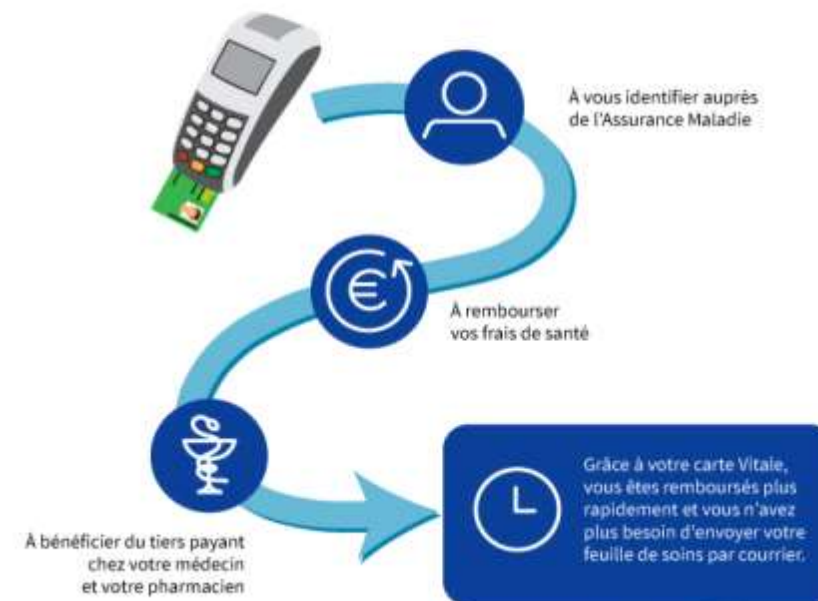 À vous identifier auprès
de l'Assurance Maladie
À rembourser
vos frais de santé
À bénéficier du tiers payant
chez votre médecin
et votre pharmacien
Grâce à votre carte Vitale,
vous êtes remboursés plus
rapidement et vous n'avez
plus besoin d'envoyer votre
feuille de soins par courrier.